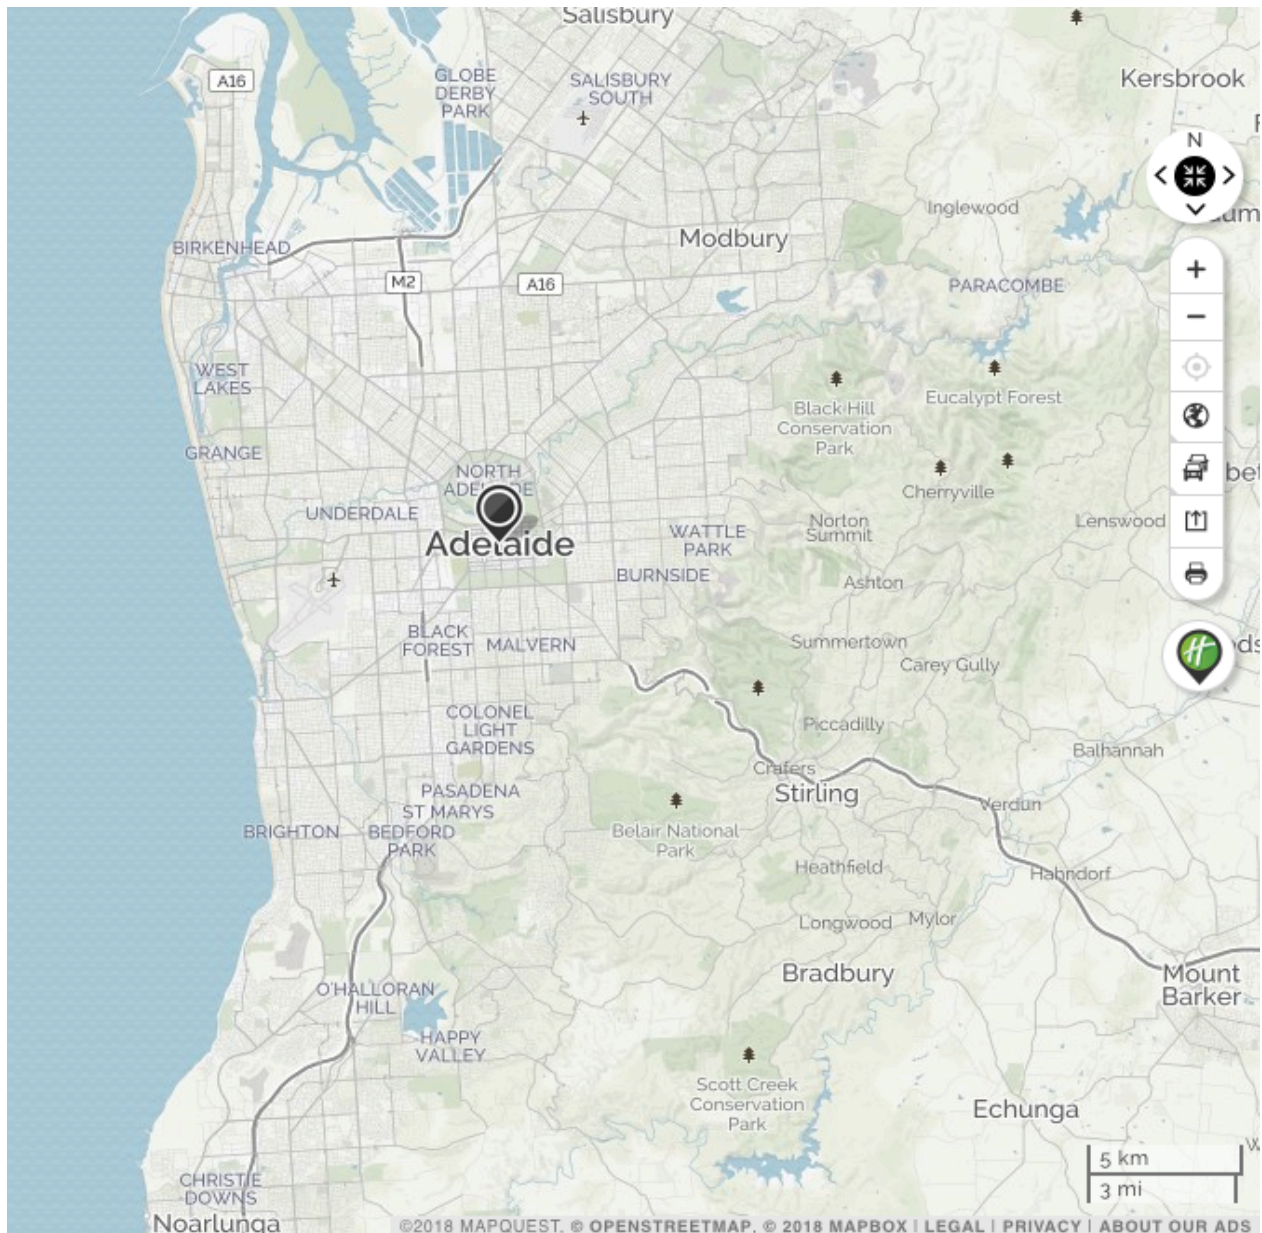 Salisbury
GLOBE
DERBY
PARK
SALISBURY
SOUTH
A16
Kersbrook
N
Inglewood
BIRKENHEAD
Modbury
M2
A16
PARACOMBE
WEST
LAKES
Eucalypt Forest
Black Hill
Conservation
Park
GRANGE
NORTH
Cherryville
UNDERDALE
Adelaide
WATTLE
PARK
Norton
Summit
Lenswood
BURNSIDE
Ashton
BLACK
FOREST
MALVERN
Summertown
Carey Gully
H
COLONEL
LIGHT
GARDENS
Piccadilly
Balhannah
Crafers
Stirling
PASADENA
ST MARYS
Verdun
BRIGHTON
BEDFORD
PARK
Belair National
Park
Heathfield
Hahndorf
Longwood
Mylor
Bradbury
Mount
Barker
O'HALLORAN
HILL
HAPPY
VALLEY
Scott Creek
Conservation
Park
Echunga
5 km
3 mi
CHRISTIE
DOWNS
Noarlunga
©2018 MAPQUEST, © OPENSTREETMAP, © 2018 MAPBOX | LEGAL | PRIVACY | ABOUT OUR ADS